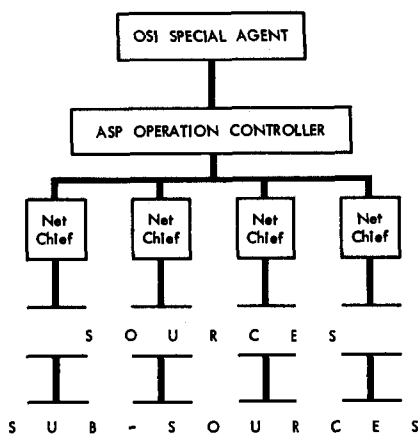 OSI SPECIAL AGENT
ASP OPERATION CONTROLLER
Net Chief
Net Chief
Net Chief
Net Chief
S O U R C E S
S U B - S O U R C E S